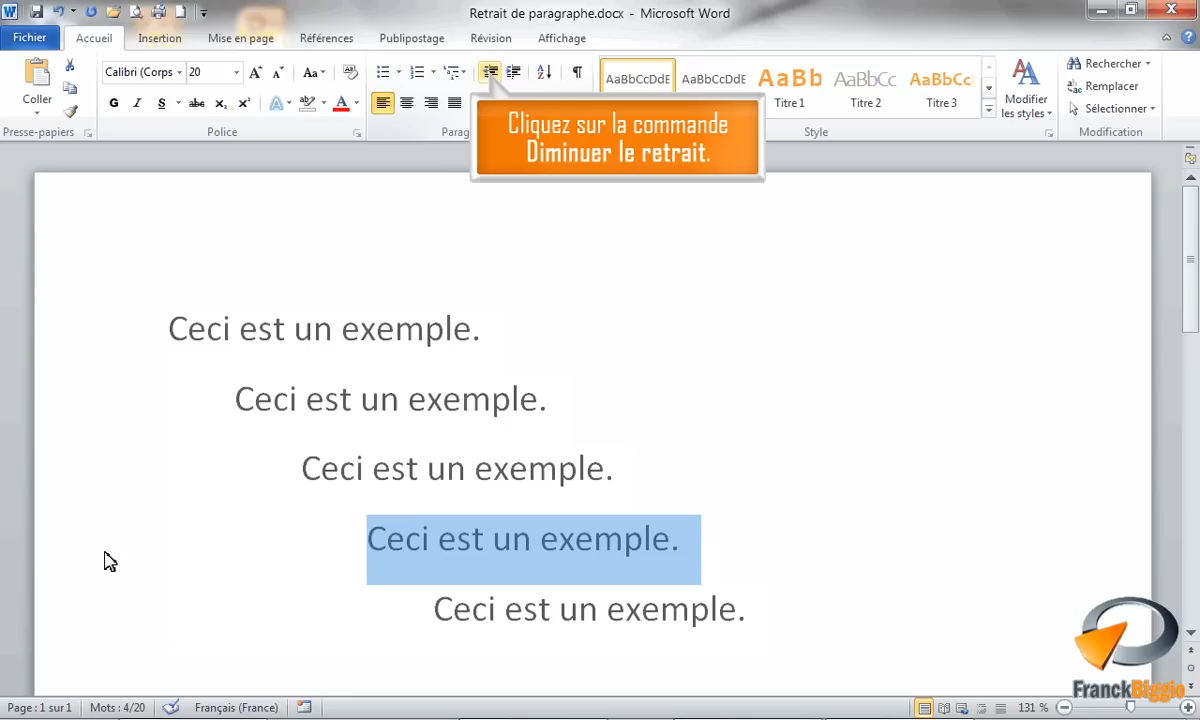 Retrait de paragraphe.docx - Microsoft Word
Fichier Accueil Insertion Mise en page Références Publipostage Révision Affichage
Coller
Presse-papiers
Calibri (Corps 20 Aa
G I S abc x₂ x² A ab A
Police
Parag
AaBbCcDdE AaBbCcDdE AaBb AaBbCc AaBbCcI
Titre 1 Titre 2 Titre 3
Style
Modifier
les styles
Rechercher
Remplacer
Sélectionner
Modification
Cliquez sur la commande
Diminuer le retrait.
Ceci est un exemple.
Ceci est un exemple.
Ceci est un exemple.
Ceci est un exemple.
Ceci est un exemple.
FranckBiggio
Page : 1 sur 1 Mots : 4/20 Français (France) 131 %